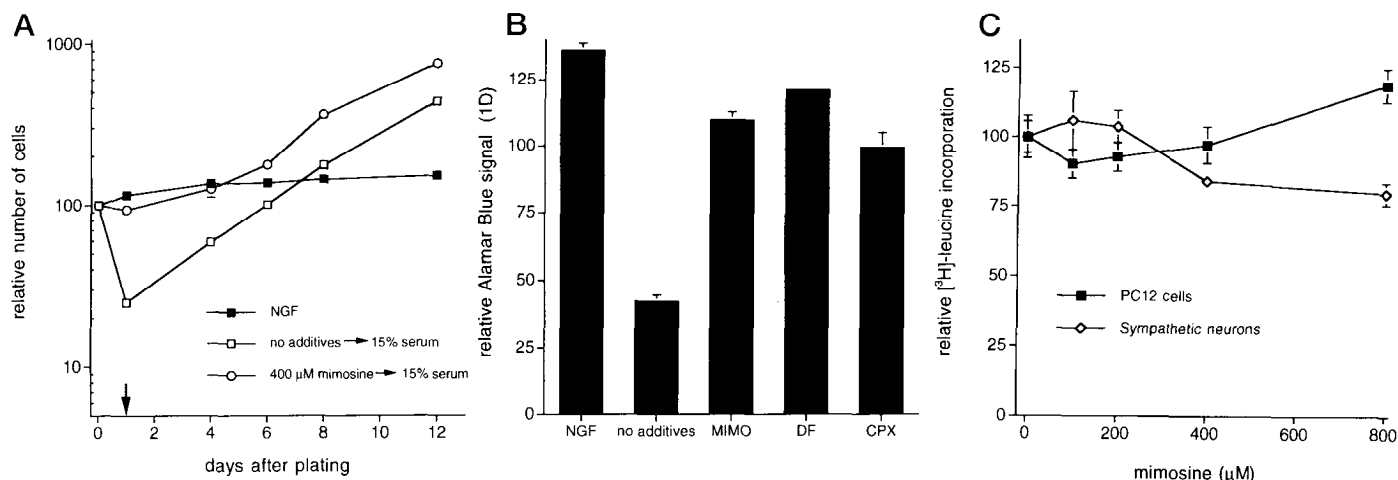 A
relative number of cells
1000
100
10
NGF
no additives → 15% serum
400 µM mimosine → 15% serum
0 2 4 6 8 10 12
days after plating
B
relative Alamar Blue signal (1D)
125
100
75
50
25
0
NGF no additives MIMO DF CPX
C
relative [³H]-leucine incorporation
125
100
75
50
25
0
PC12 cells
Sympathetic neurons
0 200 400 600 800
mimosine (µM)